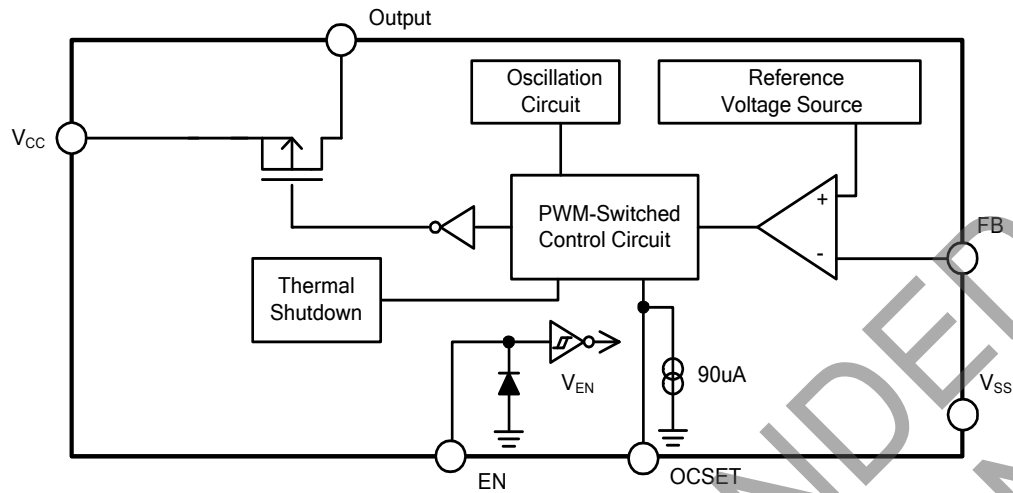 Output
Oscillation
Circuit
Reference
Voltage Source
VCC
PWM-Switched
Control Circuit
+
-
FB
Thermal
Shutdown
VEN
90uA
VSS
EN
OCSET